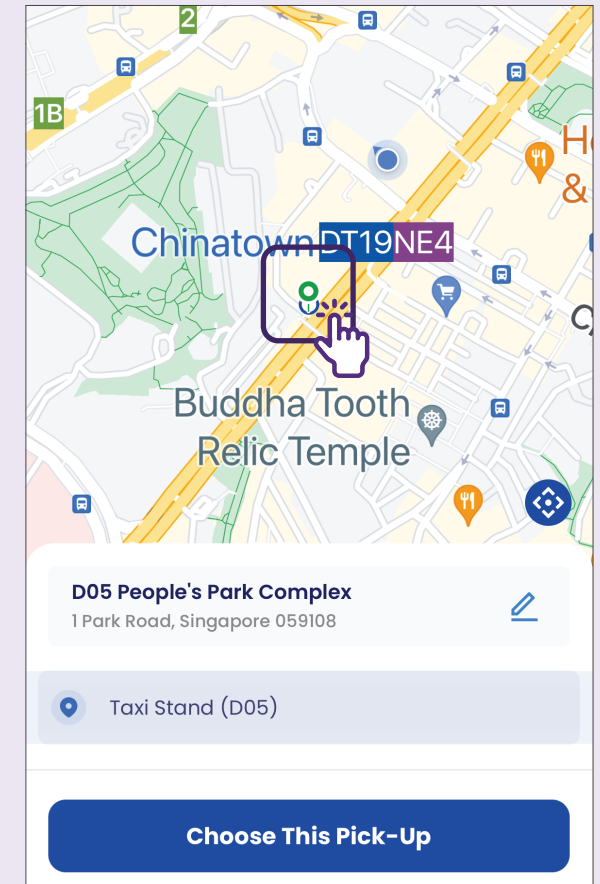 2
1B
H
&
Chinatown DT19 NE4
Buddha Tooth
Relic Temple
D05 People's Park Complex
1 Park Road, Singapore 059108
Taxi Stand (D05)
Choose This Pick-Up